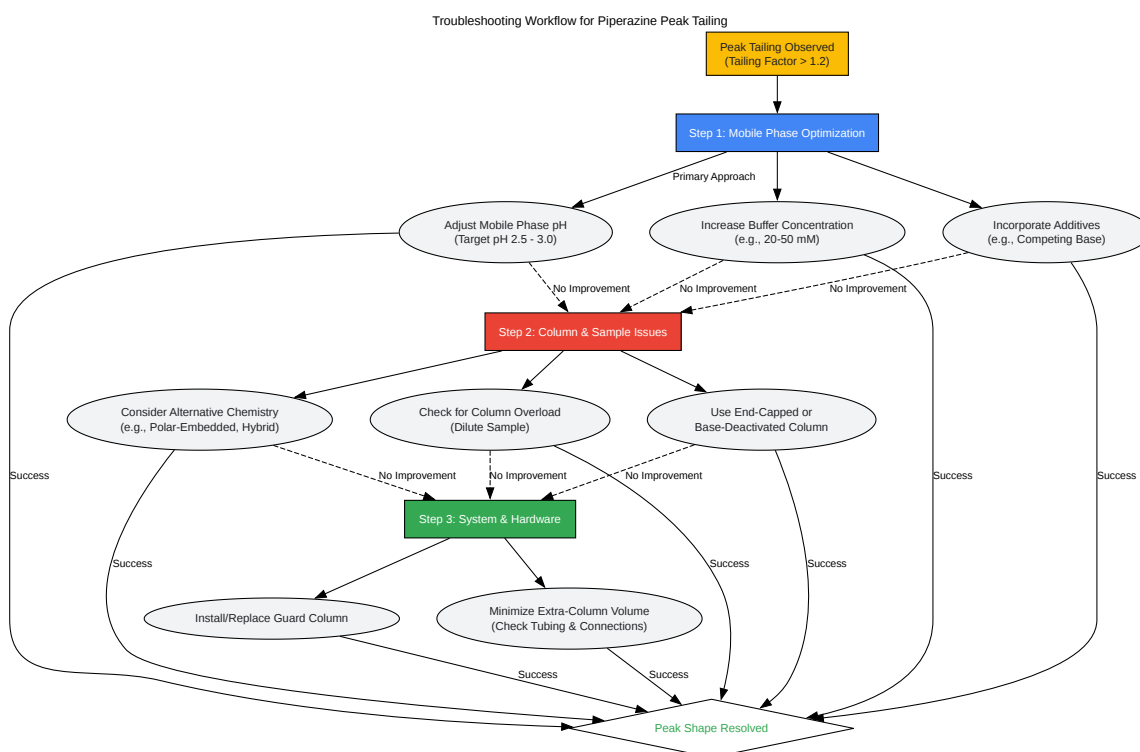 Troubleshooting Workflow for Piperazine Peak Tailing
Peak Tailing Observed
(Tailing Factor > 1.2)
Step 1: Mobile Phase Optimization
Primary Approach
Adjust Mobile Phase pH
(Target pH 2.5 - 3.0)
Increase Buffer Concentration
(e.g., 20-50 mM)
Incorporate Additives
(e.g., Competing Base)
No Improvement
No Improvement
No Improvement
Step 2: Column & Sample Issues
Consider Alternative Chemistry
(e.g., Polar-Embedded, Hybrid)
Check for Column Overload
(Dilute Sample)
Use End-Capped or
Base-Deactivated Column
Success
No Improvement
No Improvement
No Improvement
Success
Success
Step 3: System & Hardware
Success
Success
Success
Install/Replace Guard Column
Minimize Extra-Column Volume
(Check Tubing & Connections)
Success
Success
Peak Shape Resolved